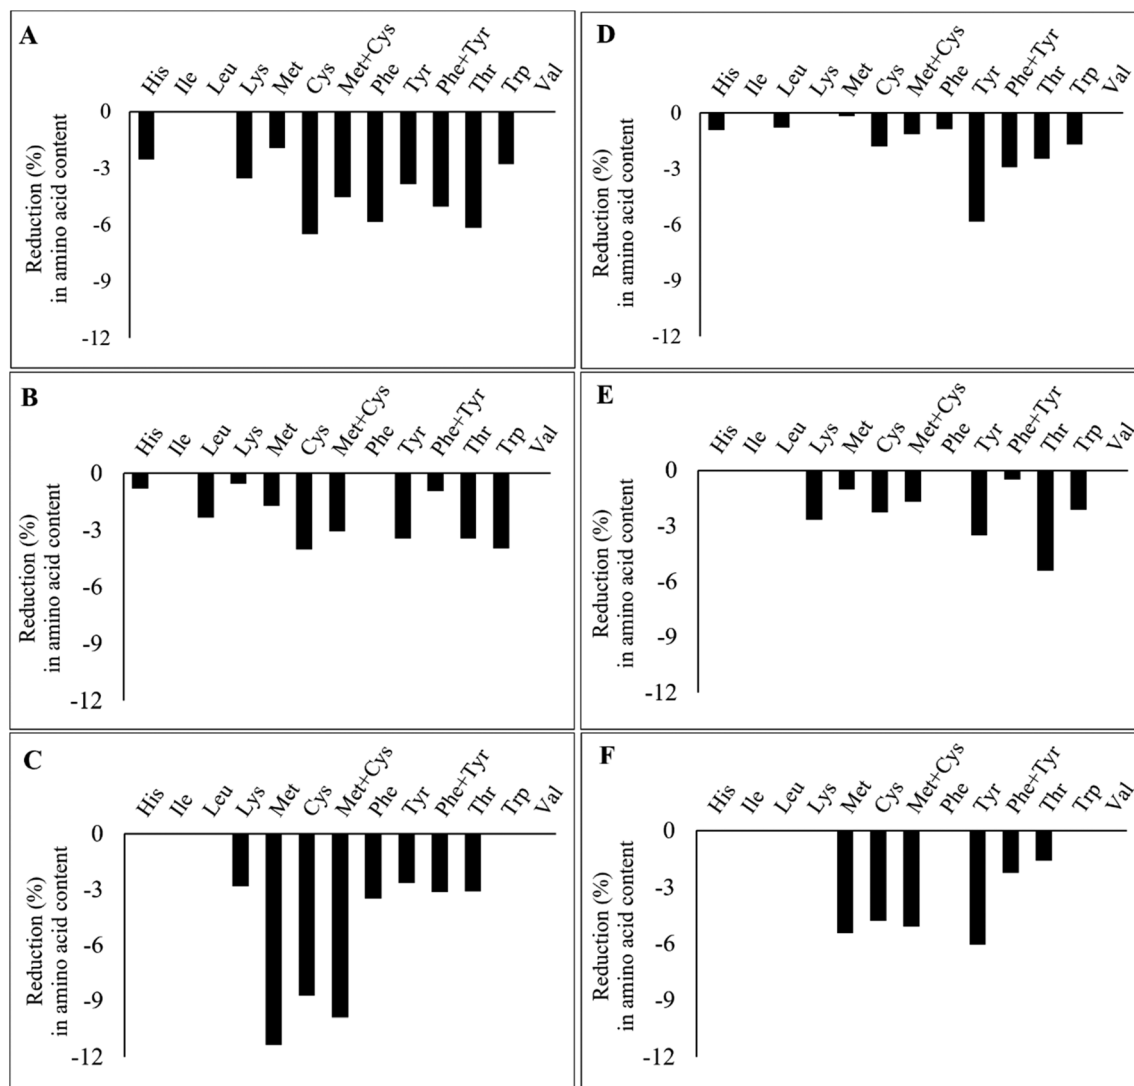 A
His Ile Leu Lys Met Cys Met+Cys Phe Tyr Phe+Tyr Thr Trp Val
0
-3
-6
-9
-12
Reduction (%)
in amino acid content
D
His Ile Leu Lys Met Cys Met+Cys Phe Tyr Phe+Tyr Thr Trp Val
0
-3
-6
-9
-12
Reduction (%)
in amino acid content
B
His Ile Leu Lys Met Cys Met+Cys Phe Tyr Phe+Tyr Thr Trp Val
0
-3
-6
-9
-12
Reduction (%)
in amino acid content
E
His Ile Leu Lys Met Cys Met+Cys Phe Tyr Phe+Tyr Thr Trp Val
0
-3
-6
-9
-12
Reduction (%)
in amino acid content
C
His Ile Leu Lys Met Cys Met+Cys Phe Tyr Phe+Tyr Thr Trp Val
0
-3
-6
-9
-12
Reduction (%)
in amino acid content
F
His Ile Leu Lys Met Cys Met+Cys Phe Tyr Phe+Tyr Thr Trp Val
0
-3
-6
-9
-12
Reduction (%)
in amino acid content